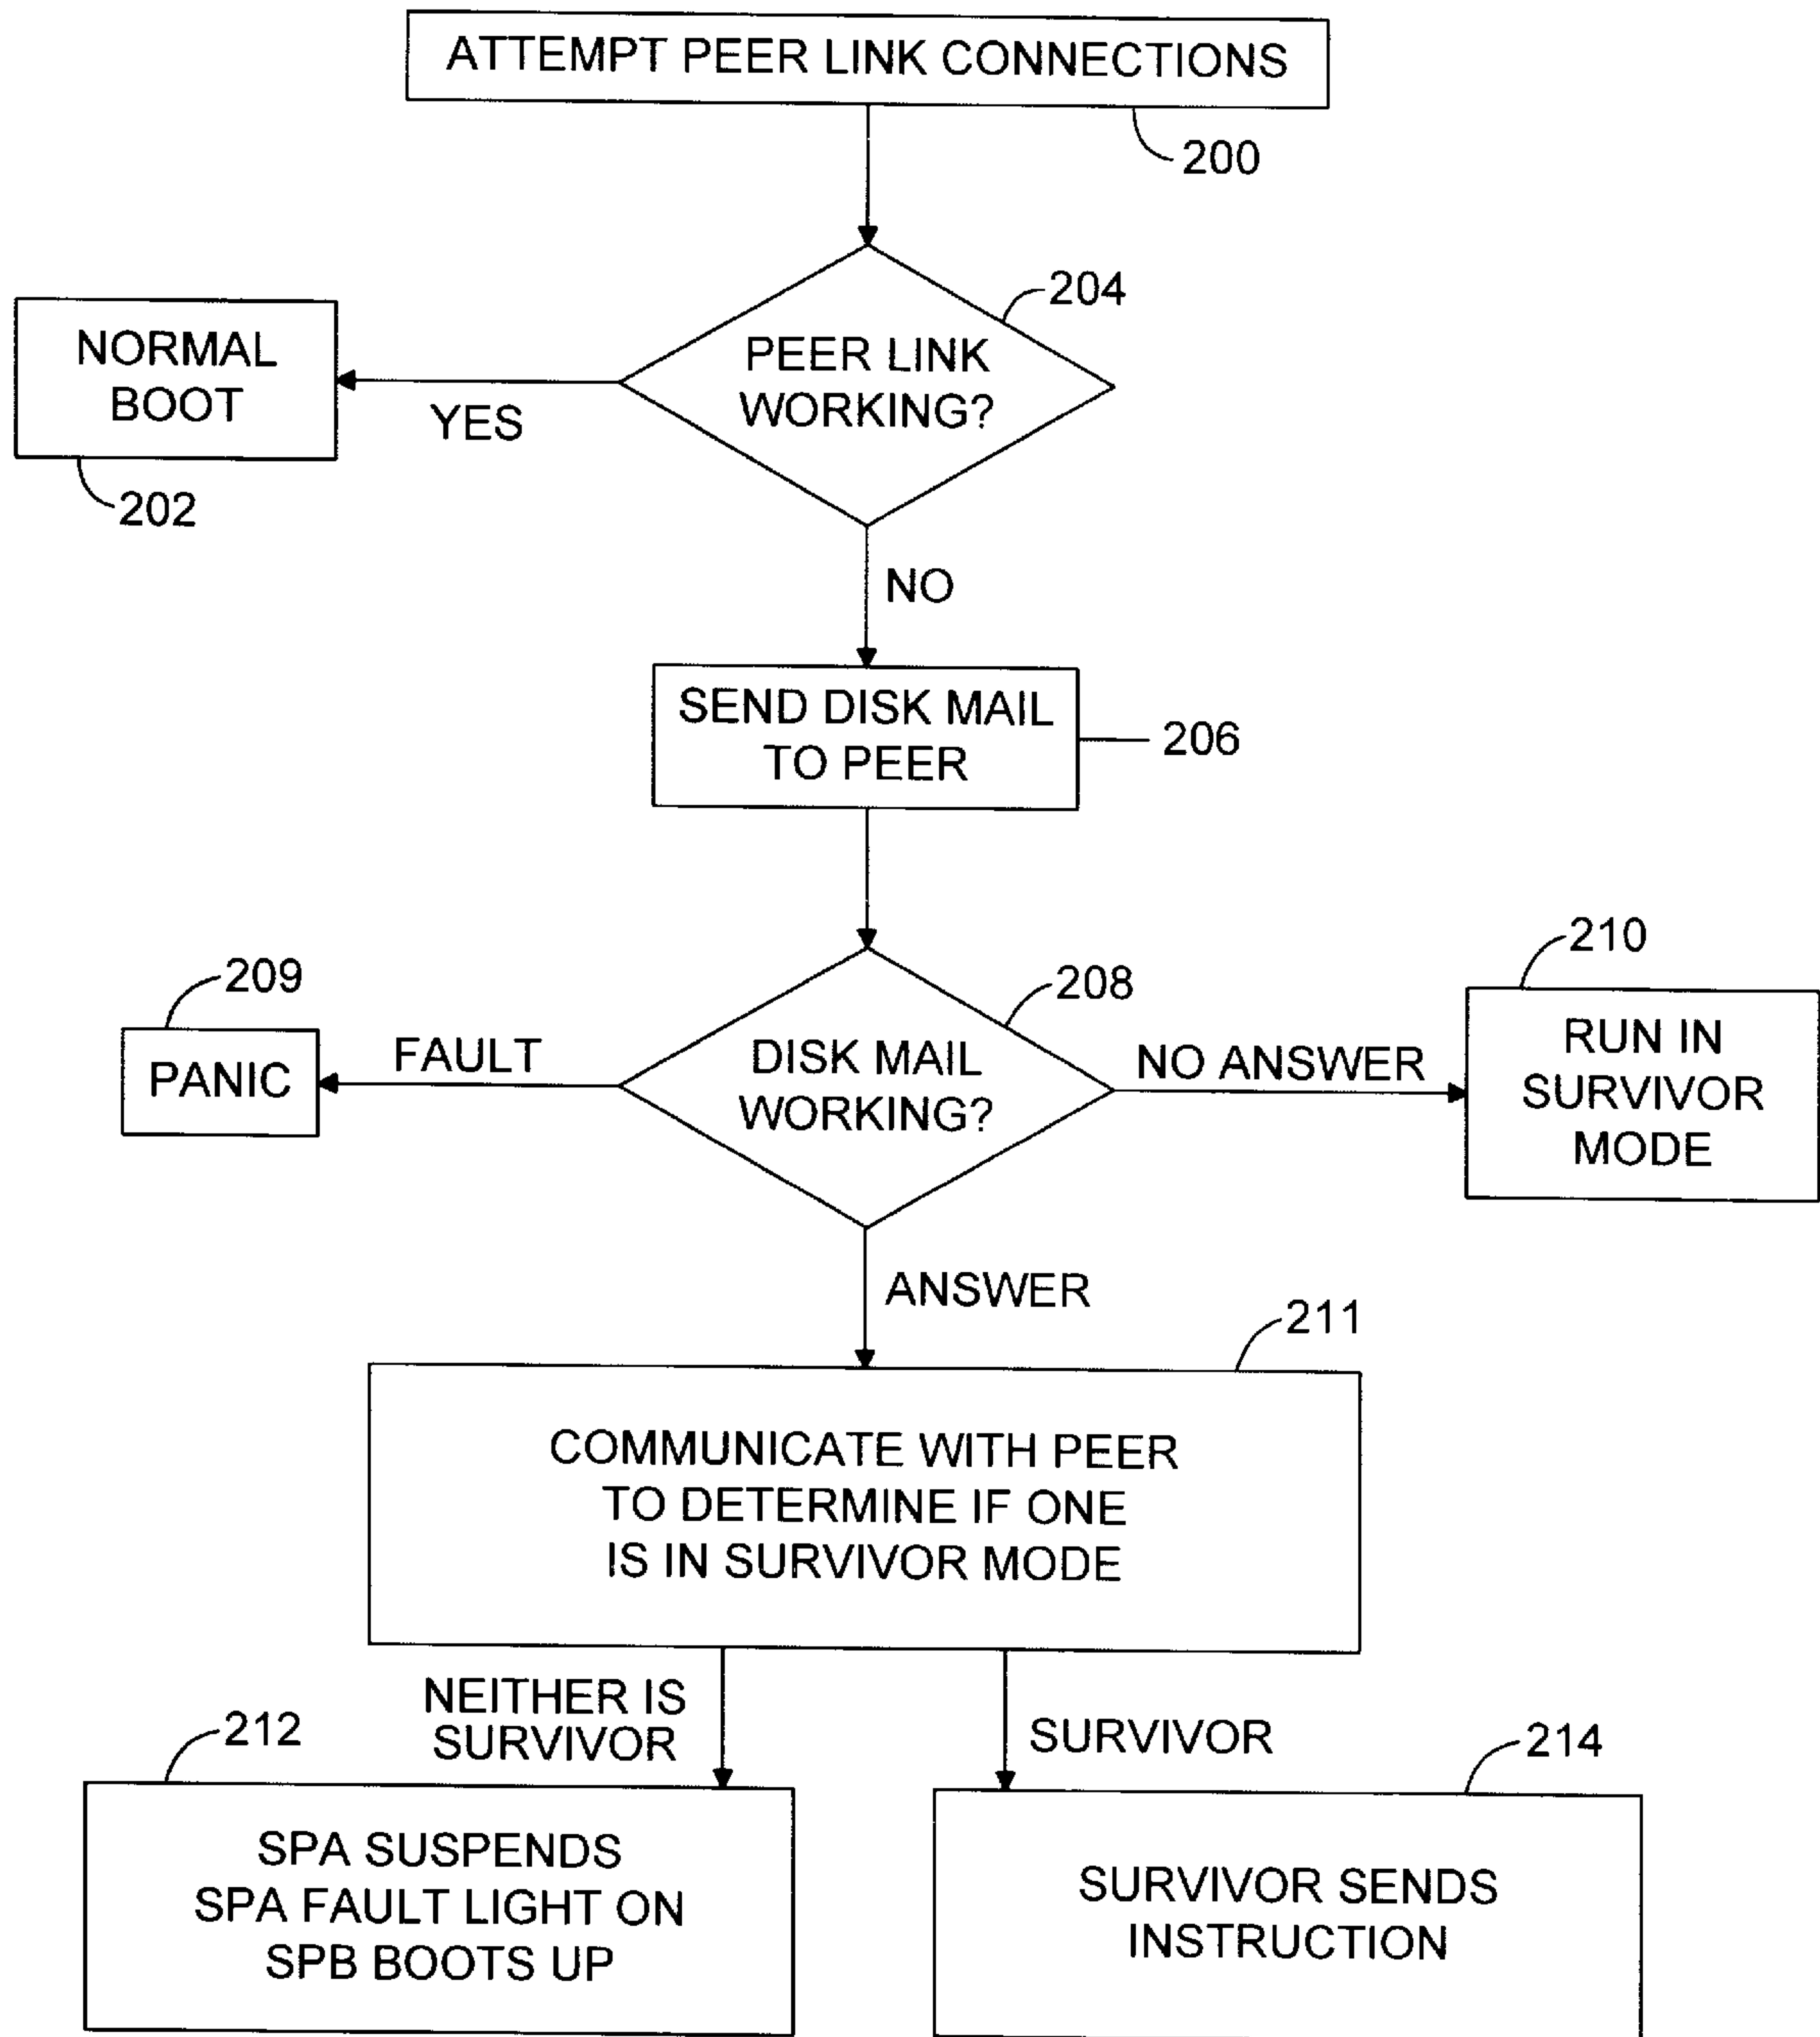 ATTEMPT PEER LINK CONNECTIONS
200
204
PEER LINK
WORKING?
NORMAL
BOOT
YES
202
NO
SEND DISK MAIL
TO PEER
206
208
209
210
DISK MAIL
WORKING?
FAULT
PANIC
NO ANSWER
RUN IN
SURVIVOR
MODE
ANSWER
211
COMMUNICATE WITH PEER
TO DETERMINE IF ONE
IS IN SURVIVOR MODE
NEITHER IS
SURVIVOR
SURVIVOR
212
214
SPA SUSPENDS
SPA FAULT LIGHT ON
SPB BOOTS UP
SURVIVOR SENDS
INSTRUCTION